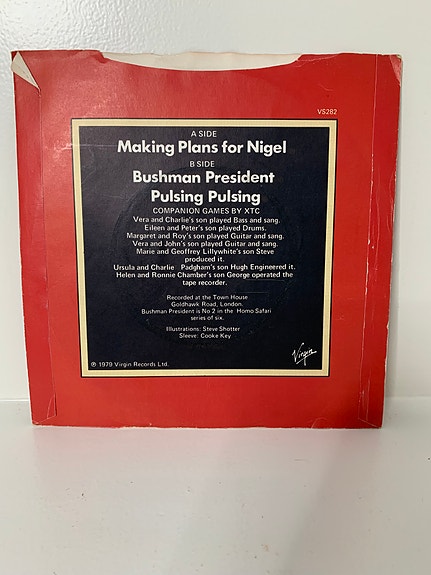 VS282
A SIDE
Making Plans for Nigel
B SIDE
Bushman President
Pulsing Pulsing
COMPANION GAMES BY XTC
Vera and Charlie's son played Bass and sang.
Eileen and Peter's son played Drums.
Margaret and Roy's son played Guitar and sang.
Vera and John's son played Guitar and sang.
Marie and Geoffrey Lillywhite's son Steve
produced it.
Ursula and Charlie Padgham's son Hugh Engineered it.
Helen and Ronnie Chamber's son George operated the
tape recorder.
Recorded at the Town House
Goldhawk Road, London.
Bushman President is No 2 in the Homo Safari
series of six.
Illustrations: Steve Shotter
Sleeve: Cooke Key
℗ 1979 Virgin Records Ltd.
Virgin